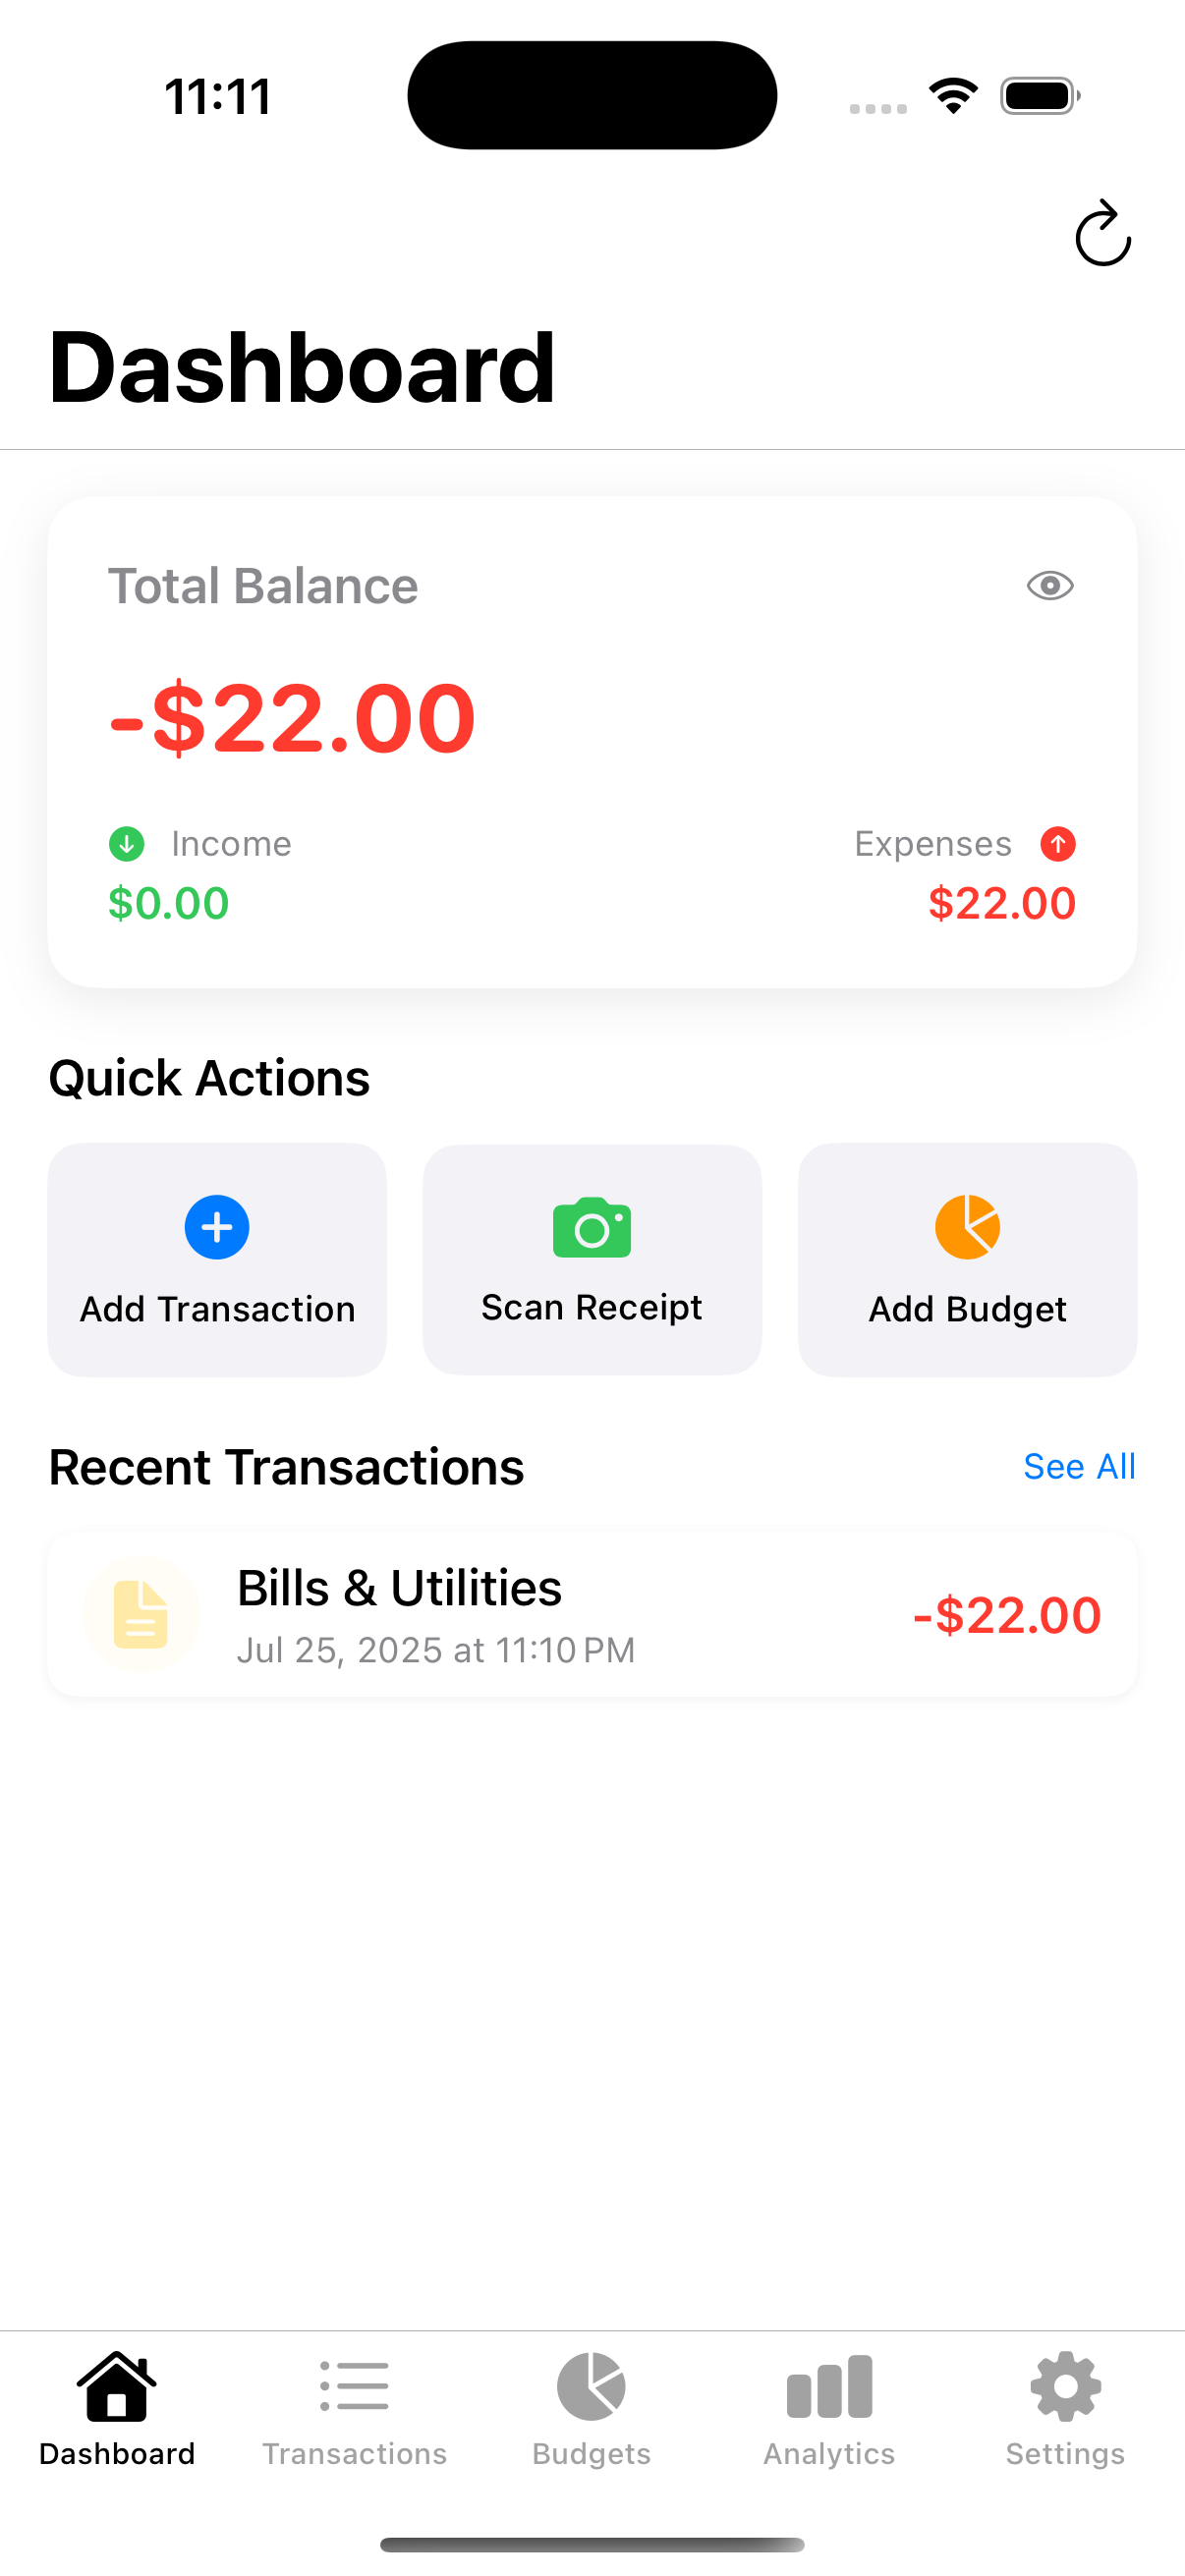 11:11
Dashboard
Total Balance
-$22.00
Income
Expenses
$0.00
$22.00
Quick Actions
Add Transaction
Scan Receipt
Add Budget
Recent Transactions
See All
Bills & Utilities
-$22.00
Jul 25, 2025 at 11:10 PM
Dashboard
Transactions
Budgets
Analytics
Settings